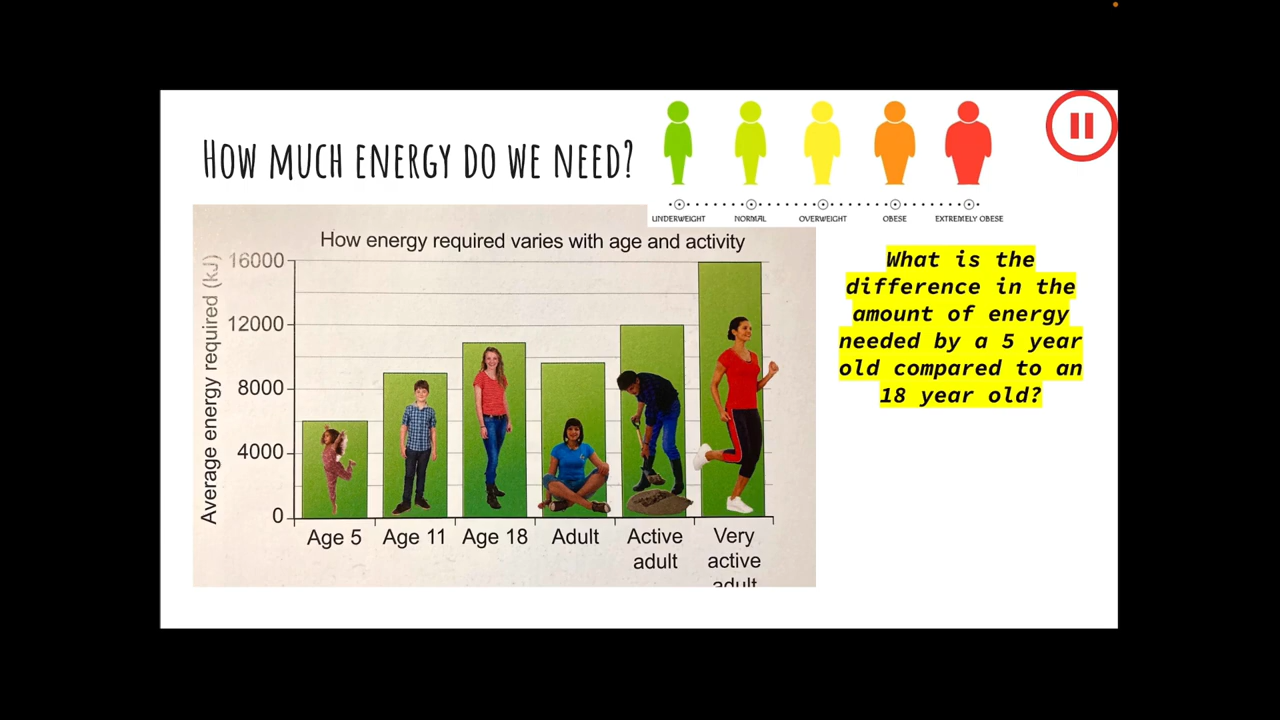 How much energy do we need?
UNDERWEIGHT NORMAL OVERWEIGHT OBESE EXTREMELY OBESE
How energy required varies with age and activity
Average energy required (kJ)
16000
12000
8000
4000
0
Age 5 Age 11 Age 18 Adult Active adult Very active adult
What is the
difference in the
amount of energy
needed by a 5 year
old compared to an
18 year old?